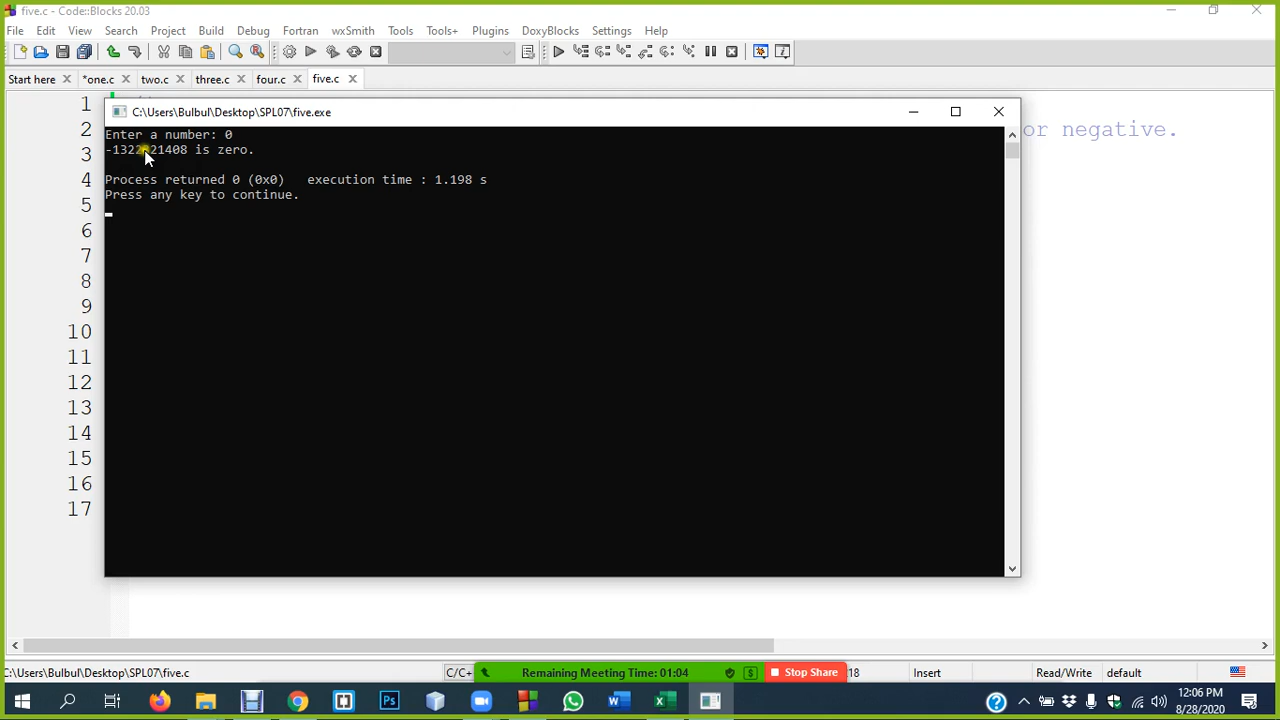 five.c - Code::Blocks 20.03
File Edit View Search Project Build Debug Fortran wxSmith Tools Tools+ Plugins DoxyBlocks Settings Help
Start here *one.c two.c three.c four.c five.c
1
2 or negative.
3
4
5
6
7
8
9
10
11
12
13
14
15
16
17
C:\Users\Bulbul\Desktop\SPL07\five.exe
Enter a number: 0
is zero.
Process returned 0 (0x0) execution time : 1.198 s
Press any key to continue.
C:\Users\Bulbul\Desktop\SPL07\five.c C/C+ Remaining Meeting Time: 01:04 $ Stop Share 18 Insert Read/Write default
12:06 PM
8/28/2020